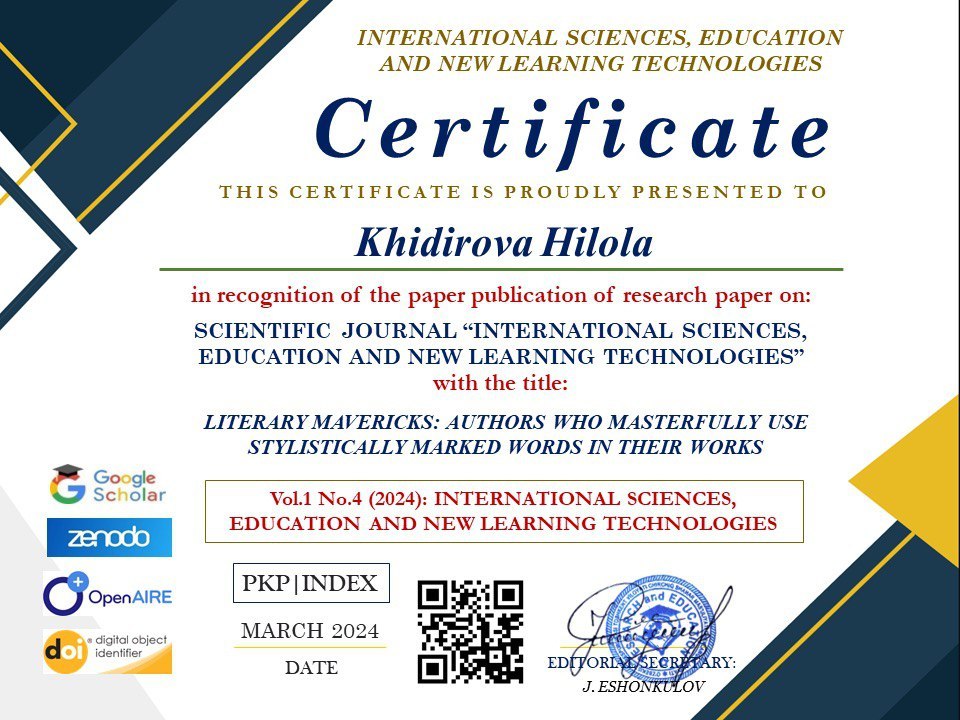 INTERNATIONAL SCIENCES, EDUCATION
AND NEW LEARNING TECHNOLOGIES
Certificate
THIS CERTIFICATE IS PROUDLY PRESENTED TO
Khidirova Hilola
in recognition of the paper publication of research paper on:
SCIENTIFIC JOURNAL “INTERNATIONAL SCIENCES,
EDUCATION AND NEW LEARNING TECHNOLOGIES”
with the title:
LITERARY MAVERICKS: AUTHORS WHO MASTERFULLY USE
STYLISTICALLY MARKED WORDS IN THEIR WORKS
Google
Scholar
zenodo
OpenAIRE
doi® digital object
identifier
Vol.1 No.4 (2024): INTERNATIONAL SCIENCES,
EDUCATION AND NEW LEARNING TECHNOLOGIES
PKP|INDEX
MARCH 2024
DATE
RESEARCH and EDUCATION
EDITORIAL SECRETARY:
J. ESHONKULOV